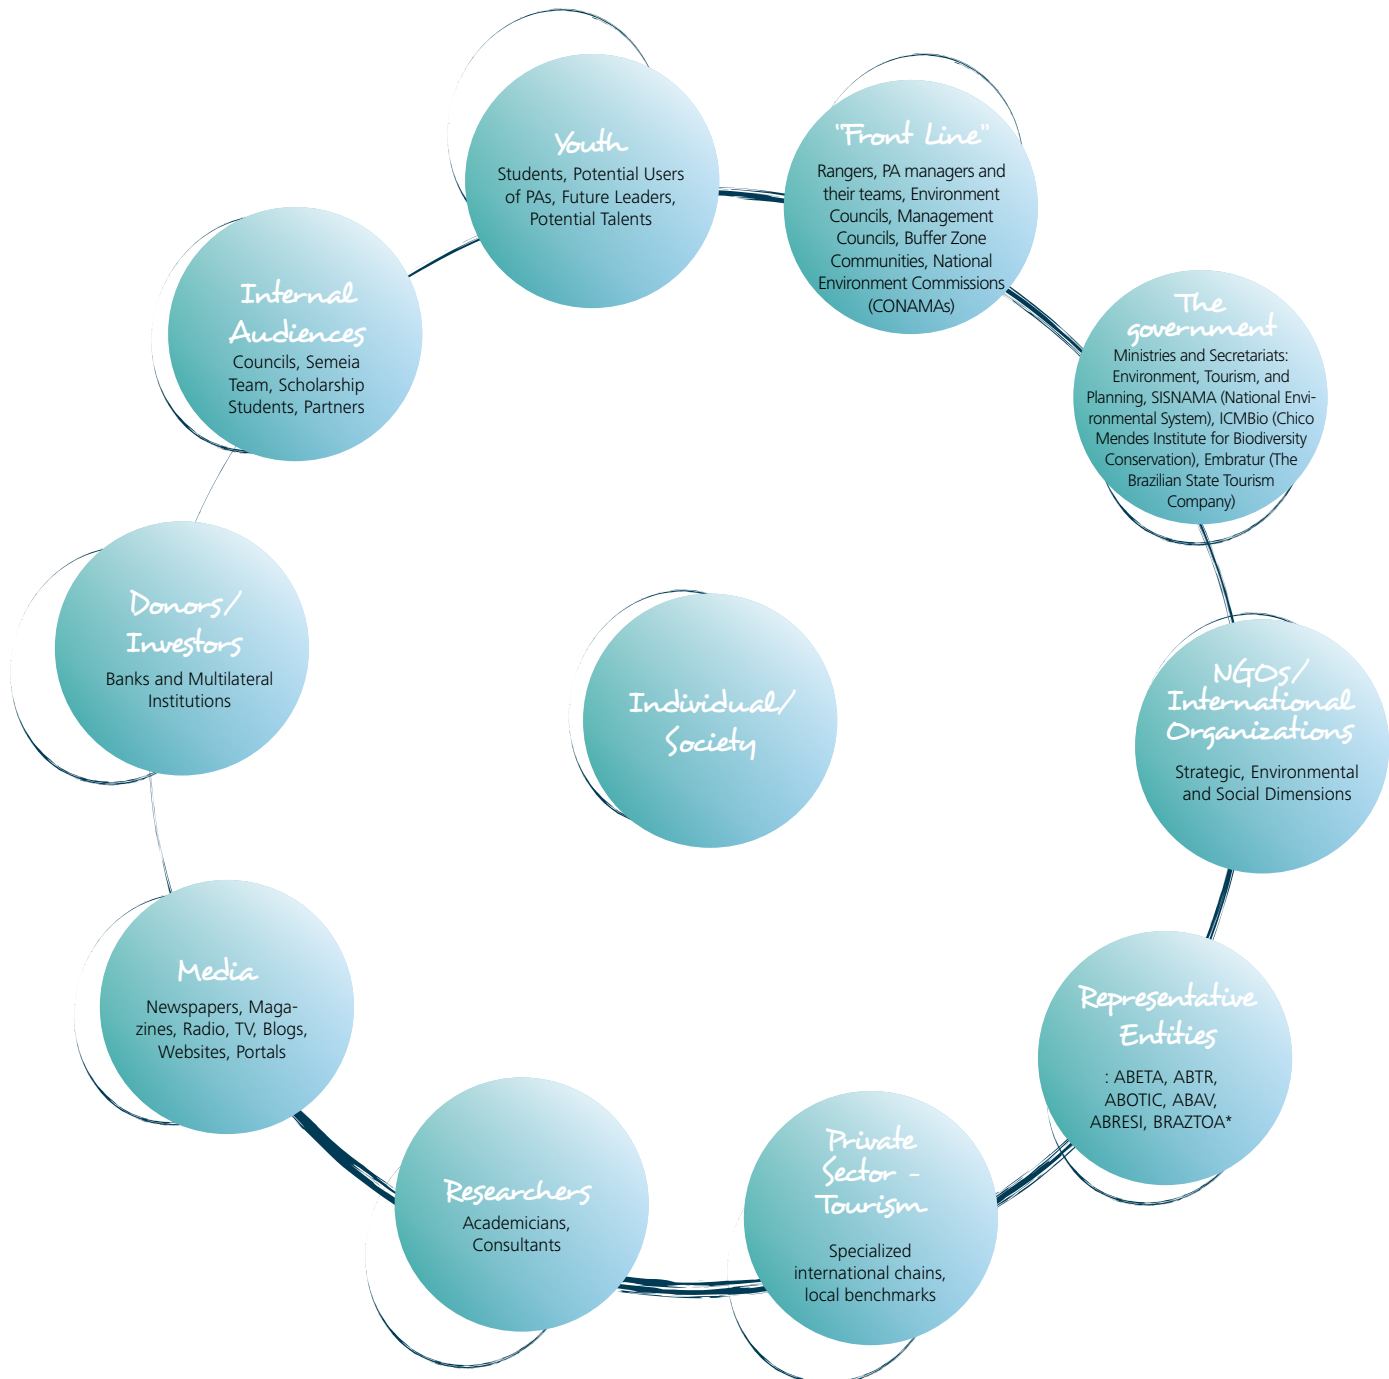 Youth
Students, Potential Users
of PAs, Future Leaders,
Potential Talents
"Front Line"
Rangers, PA managers and
their teams, Environment
Councils, Management
Councils, Buffer Zone
Communities, National
Environment Commissions
(CONAMAs)
The
government
Ministries and Secretariats:
Environment, Tourism, and
Planning, SISNAMA (National Envi-
ronmental System), ICMBio (Chico
Mendes Institute for Biodiversity
Conservation), Embratur (The
Brazilian State Tourism
Company)
NGOs/
International
Organizations
Strategic, Environmental
and Social Dimensions
Representative
Entities
: ABETA, ABTR,
ABOTIC, ABAV,
ABRESI, BRAZTOA*
Private
Sector -
Tourism
Specialized
international chains,
local benchmarks
Researchers
Academicians,
Consultants
Media
Newspapers, Maga-
zines, Radio, TV, Blogs,
Websites, Portals
Donors/
Investors
Banks and Multilateral
Institutions
Internal
Audiences
Councils, Semeia
Team, Scholarship
Students, Partners
Individual/
Society